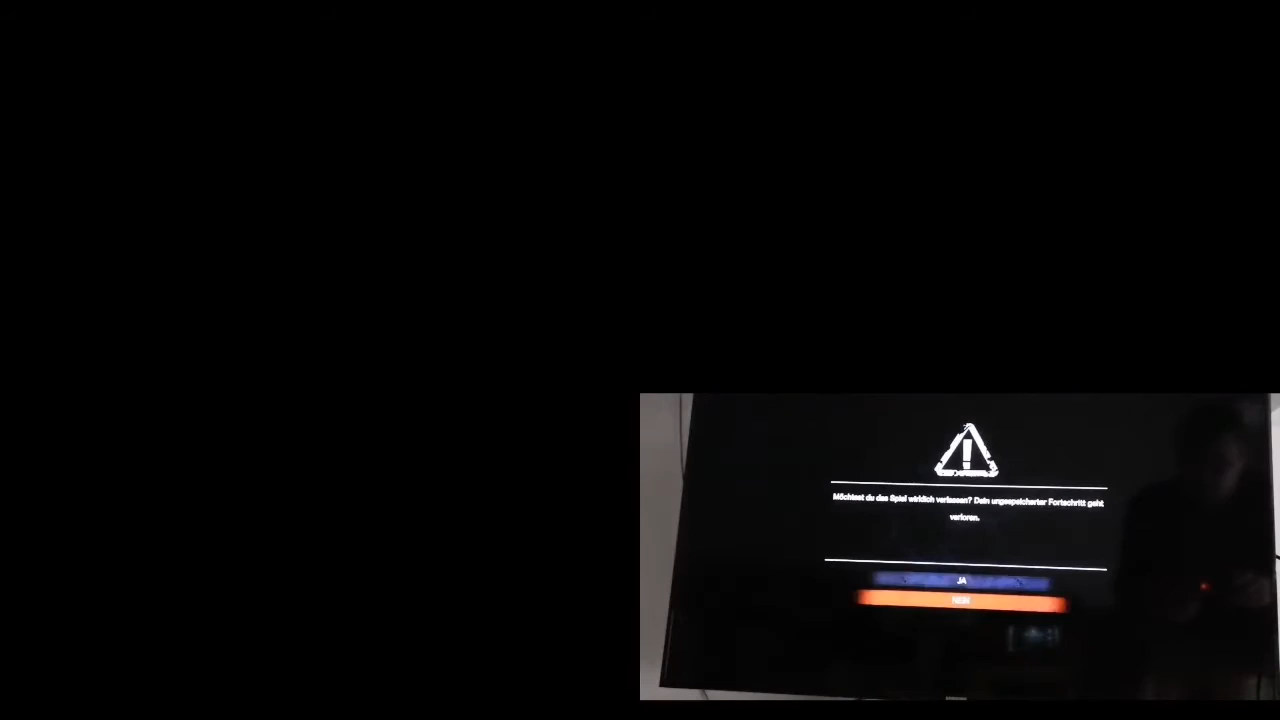 Möchtest du das Spiel wirklich verlassen? Dein ungespeicherter Fortschritt geht
verloren.
JA
NEIN